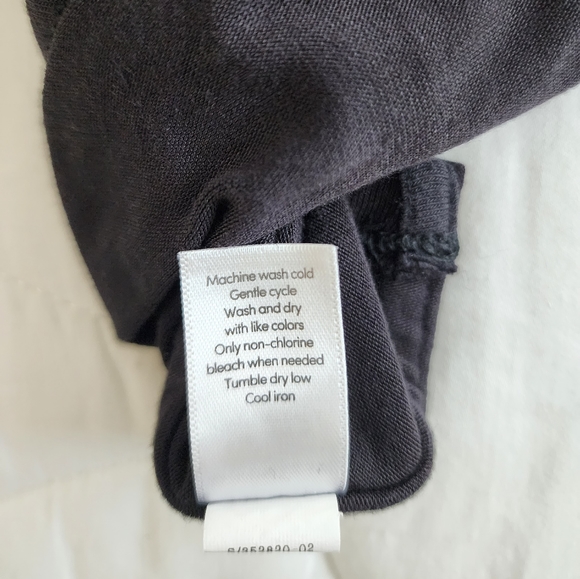 Machine wash cold
Gentle cycle
Wash and dry
with like colors
Only non-chlorine
bleach when needed
Tumble dry low
Cool iron
02